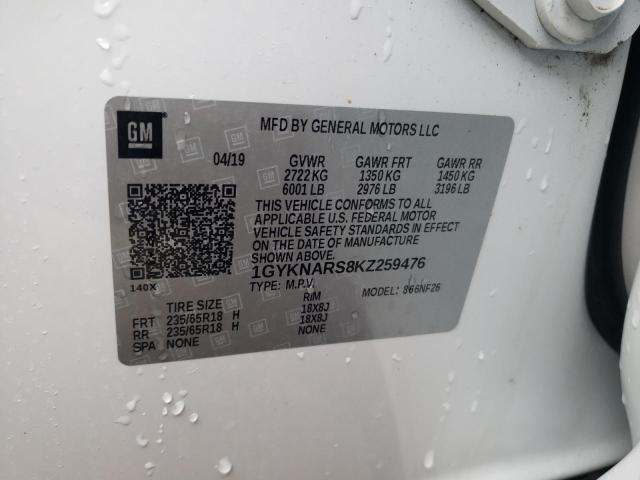 GM
MFD BY GENERAL MOTORS LLC
04/19 GVWR GAWR FRT GAWR RR
2722 KG 1350 KG 1450 KG
6001 LB 2976 LB 3196 LB
THIS VEHICLE CONFORMS TO ALL
APPLICABLE U.S. FEDERAL MOTOR
VEHICLE SAFETY STANDARDS IN EFFECT
ON THE DATE OF MANUFACTURE
SHOWN ABOVE.
1GYKNARS8KZ259476
140X
TYPE: M.P.V. MODEL: 866NF26
TIRE SIZE RIM
FRT 235/65R18 H 18X8J
RR 235/65R18 H 18X8J
SPA NONE NONE